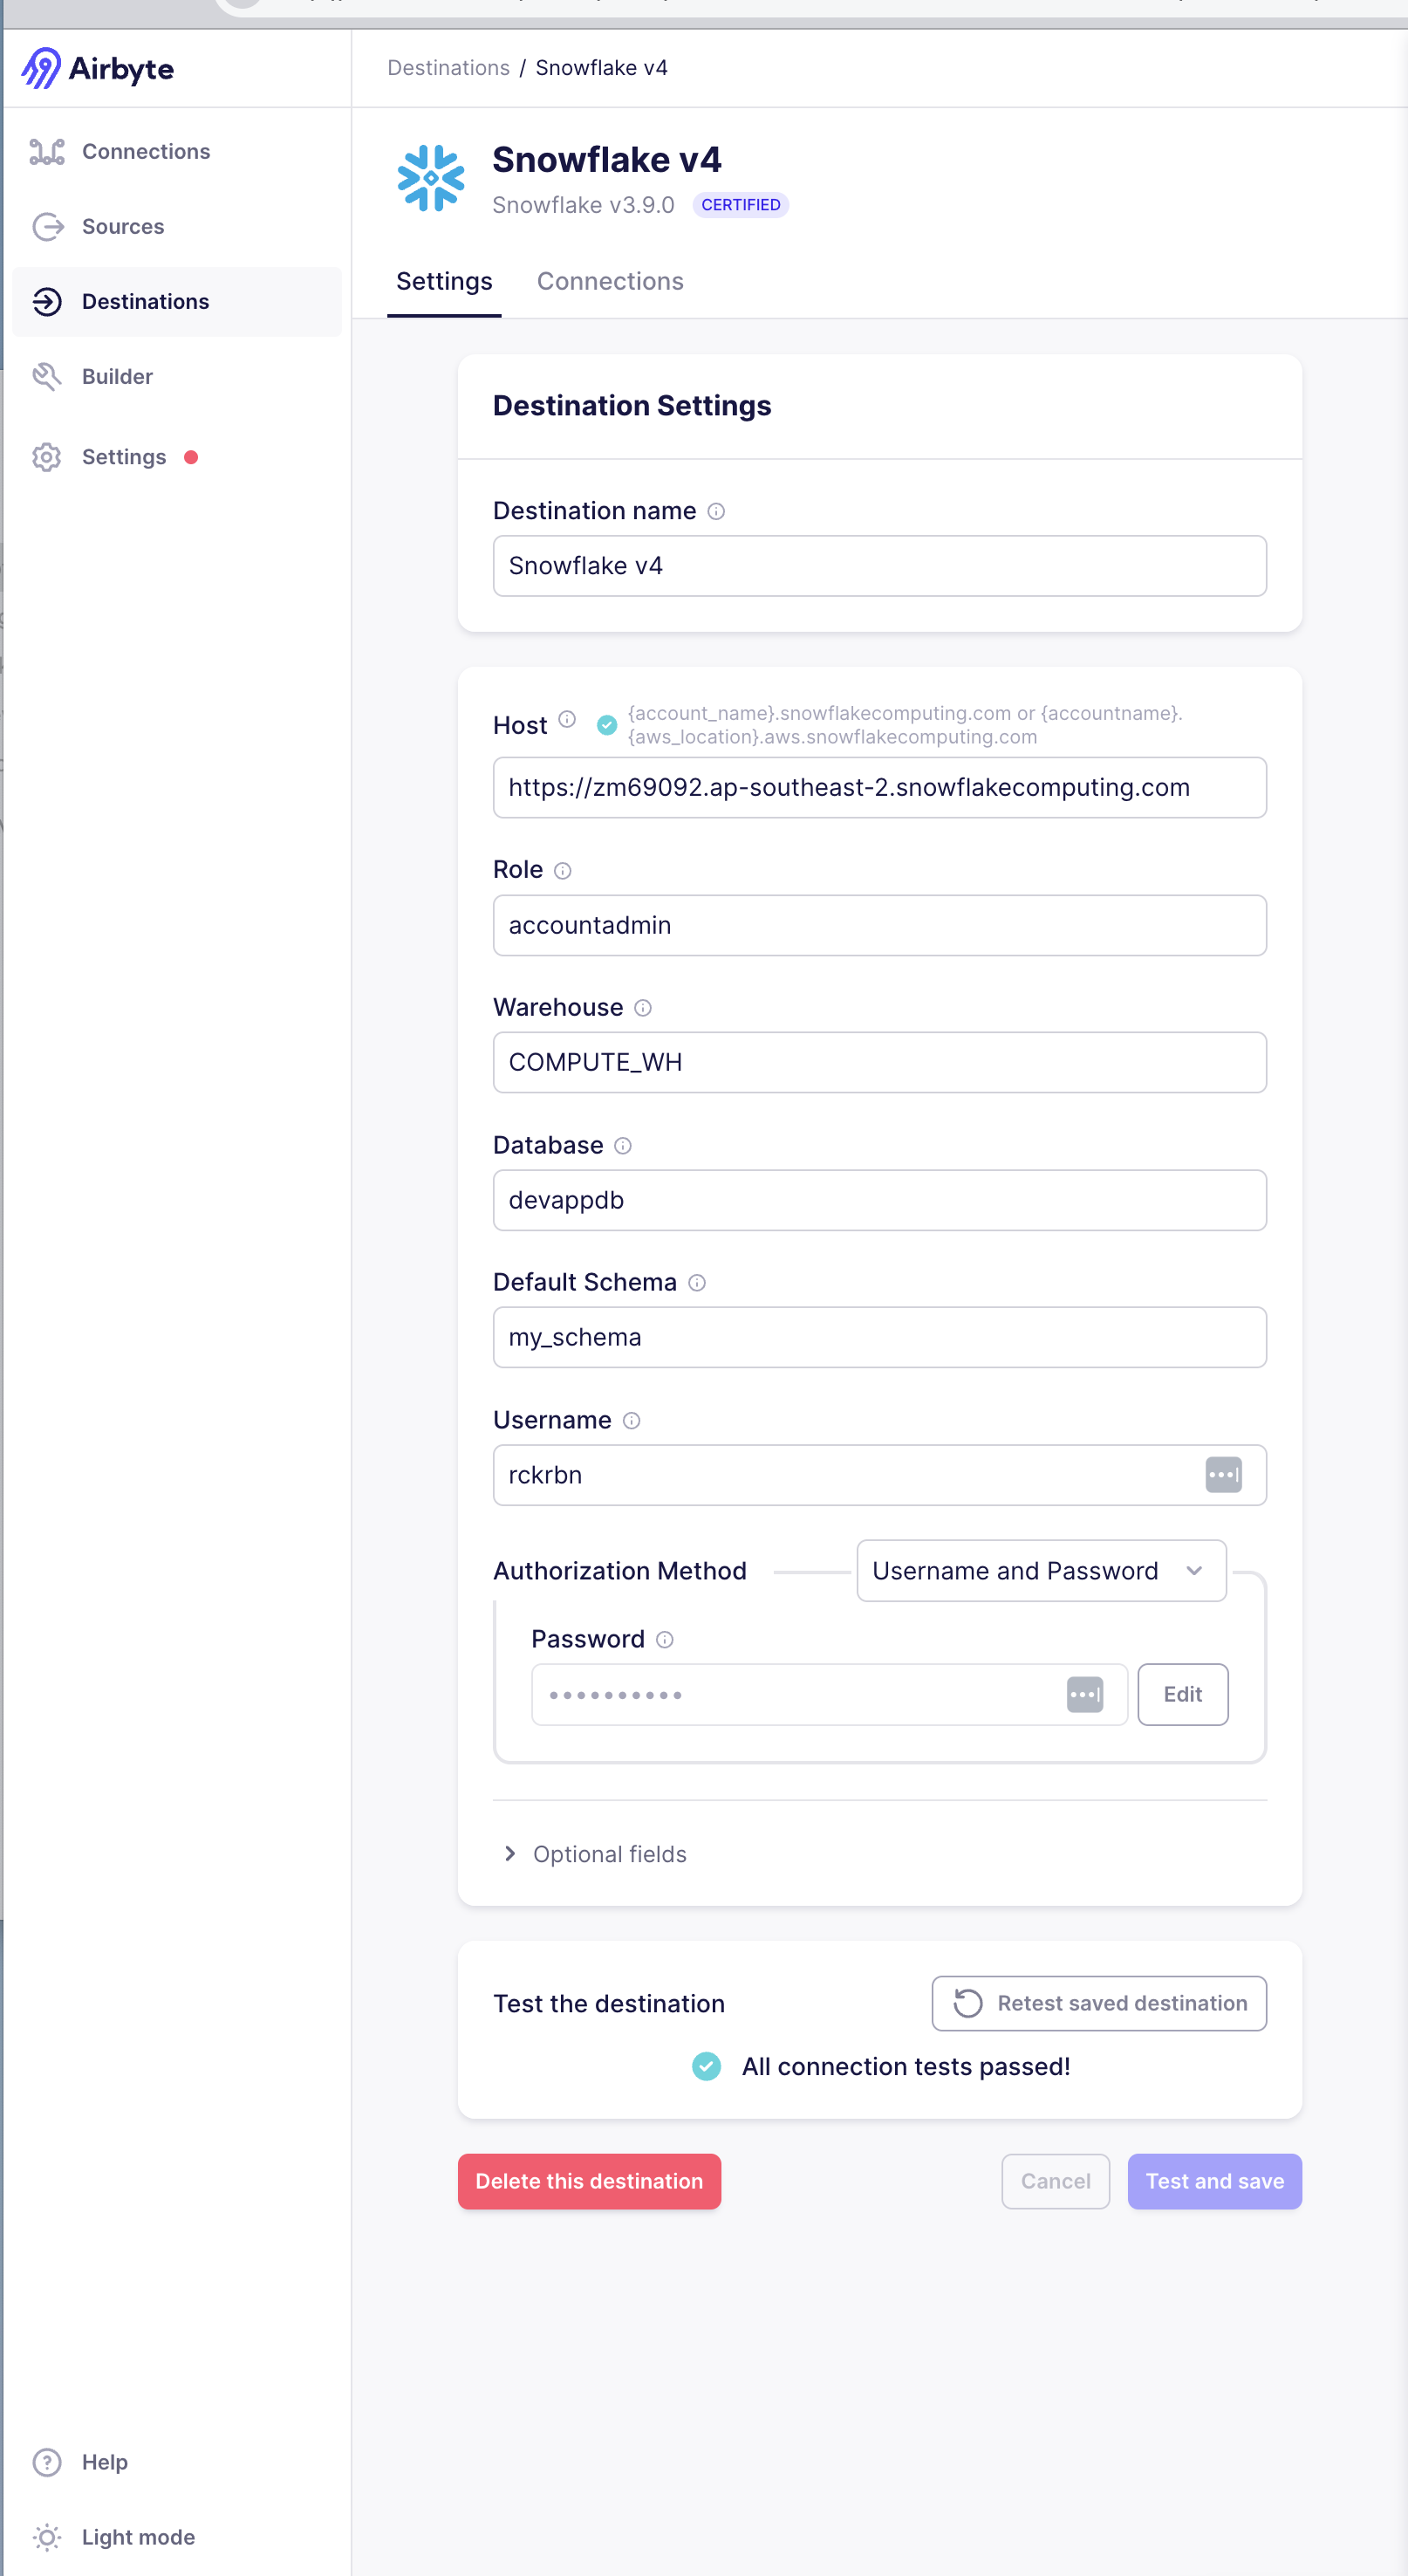 Airbyte
Destinations / Snowflake v4
Connections
Sources
Destinations
Builder
Settings
Snowflake v4
Snowflake v3.9.0 CERTIFIED
Settings Connections
Destination Settings
Destination name
Snowflake v4
Host
{account_name}.snowflakecomputing.com or {accountname}.
{aws_location}.aws.snowflakecomputing.com
https://zm69092.ap-southeast-2.snowflakecomputing.com
Role
accountadmin
Warehouse
COMPUTE_WH
Database
devappdb
Default Schema
my_schema
Username
rckrbn
Authorization Method Username and Password
Password
••••••••••
Edit
Optional fields
Test the destination Retest saved destination
All connection tests passed!
Delete this destination Cancel Test and save
Help
Light mode